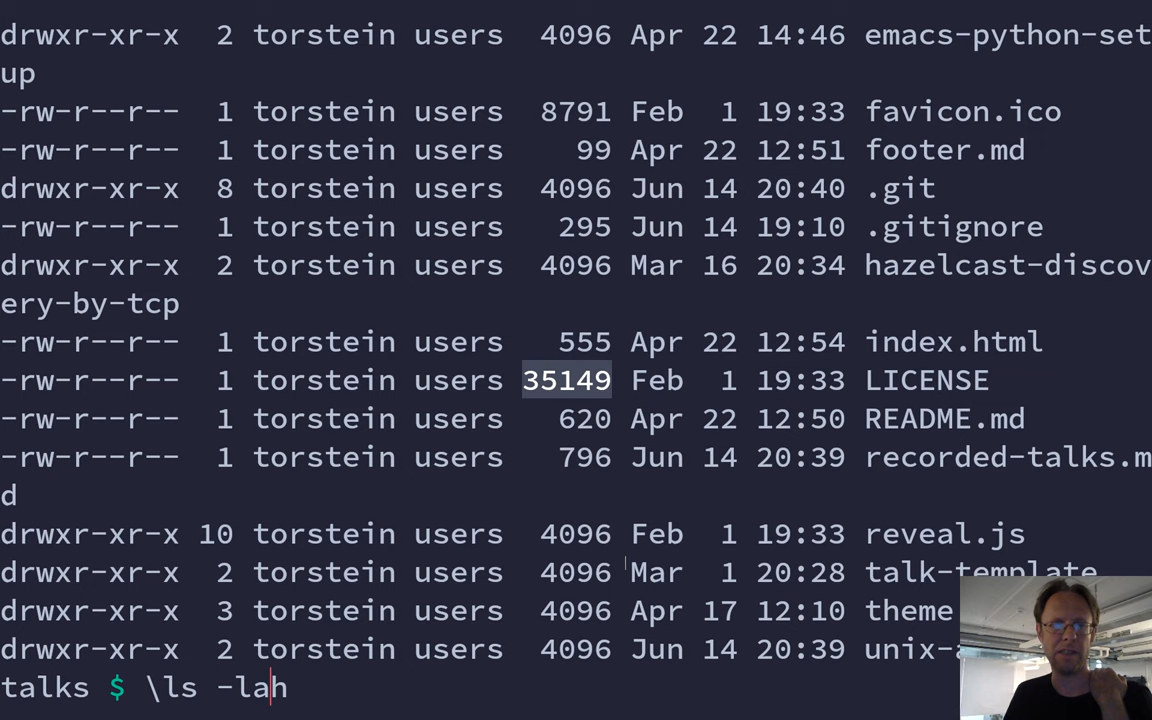 drwxr-xr-x  2 torstein users  4096 Apr 22 14:46 emacs-python-set
up
-rw-r--r--  1 torstein users  8791 Feb  1 19:33 favicon.ico
-rw-r--r--  1 torstein users    99 Apr 22 12:51 footer.md
drwxr-xr-x  8 torstein users  4096 Jun 14 20:40 .git
-rw-r--r--  1 torstein users   295 Jun 14 19:10 .gitignore
drwxr-xr-x  2 torstein users  4096 Mar 16 20:34 hazelcast-discov
ery-by-tcp
-rw-r--r--  1 torstein users   555 Apr 22 12:54 index.html
-rw-r--r--  1 torstein users 35149 Feb  1 19:33 LICENSE
-rw-r--r--  1 torstein users   620 Apr 22 12:50 README.md
-rw-r--r--  1 torstein users   796 Jun 14 20:39 recorded-talks.m
d
drwxr-xr-x 10 torstein users  4096 Feb  1 19:33 reveal.js
drwxr-xr-x  2 torstein users  4096 Mar  1 20:28 talk-template
drwxr-xr-x  3 torstein users  4096 Apr 17 12:10 theme
drwxr-xr-x  2 torstein users  4096 Jun 14 20:39 unix-
talks $ \ls -lah